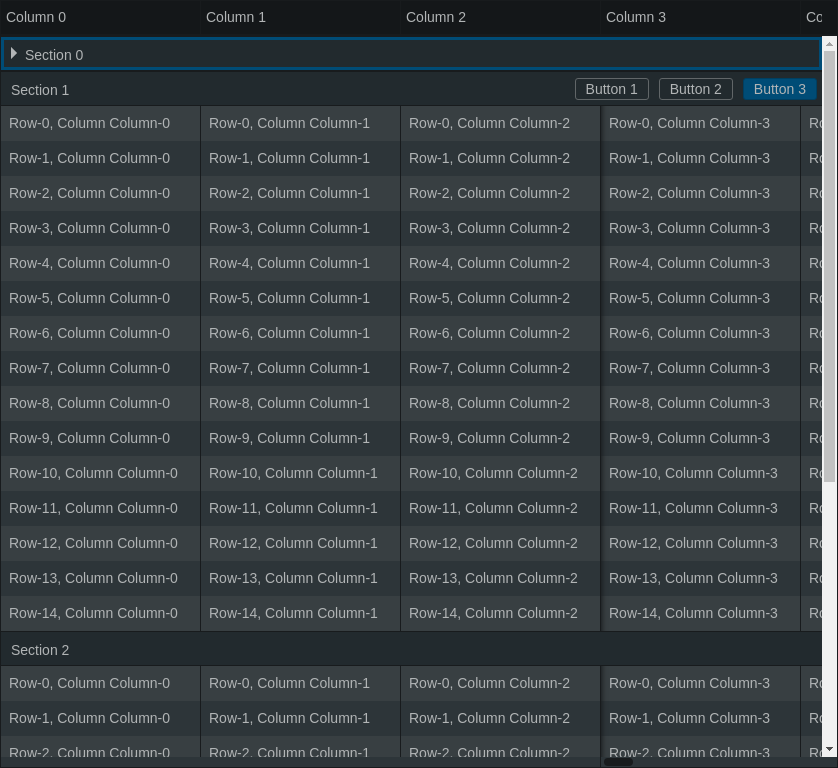 Column 0 Column 1 Column 2 Column 3 Co
Section 0
Section 1 Button 1 Button 2 Button 3
Row-0, Column Column-0 Row-0, Column Column-1 Row-0, Column Column-2 Row-0, Column Column-3 Ro
Row-1, Column Column-0 Row-1, Column Column-1 Row-1, Column Column-2 Row-1, Column Column-3 Ro
Row-2, Column Column-0 Row-2, Column Column-1 Row-2, Column Column-2 Row-2, Column Column-3 Ro
Row-3, Column Column-0 Row-3, Column Column-1 Row-3, Column Column-2 Row-3, Column Column-3 Ro
Row-4, Column Column-0 Row-4, Column Column-1 Row-4, Column Column-2 Row-4, Column Column-3 Ro
Row-5, Column Column-0 Row-5, Column Column-1 Row-5, Column Column-2 Row-5, Column Column-3 Ro
Row-6, Column Column-0 Row-6, Column Column-1 Row-6, Column Column-2 Row-6, Column Column-3 Ro
Row-7, Column Column-0 Row-7, Column Column-1 Row-7, Column Column-2 Row-7, Column Column-3 Ro
Row-8, Column Column-0 Row-8, Column Column-1 Row-8, Column Column-2 Row-8, Column Column-3 Ro
Row-9, Column Column-0 Row-9, Column Column-1 Row-9, Column Column-2 Row-9, Column Column-3 Ro
Row-10, Column Column-0 Row-10, Column Column-1 Row-10, Column Column-2 Row-10, Column Column-3 Ro
Row-11, Column Column-0 Row-11, Column Column-1 Row-11, Column Column-2 Row-11, Column Column-3 Ro
Row-12, Column Column-0 Row-12, Column Column-1 Row-12, Column Column-2 Row-12, Column Column-3 Ro
Row-13, Column Column-0 Row-13, Column Column-1 Row-13, Column Column-2 Row-13, Column Column-3 Ro
Row-14, Column Column-0 Row-14, Column Column-1 Row-14, Column Column-2 Row-14, Column Column-3 Ro
Section 2
Row-0, Column Column-0 Row-0, Column Column-1 Row-0, Column Column-2 Row-0, Column Column-3 Ro
Row-1, Column Column-0 Row-1, Column Column-1 Row-1, Column Column-2 Row-1, Column Column-3 Ro
Row-2, Column Column-0 Row-2, Column Column-1 Row-2, Column Column-2 Row-2, Column Column-3 Ro